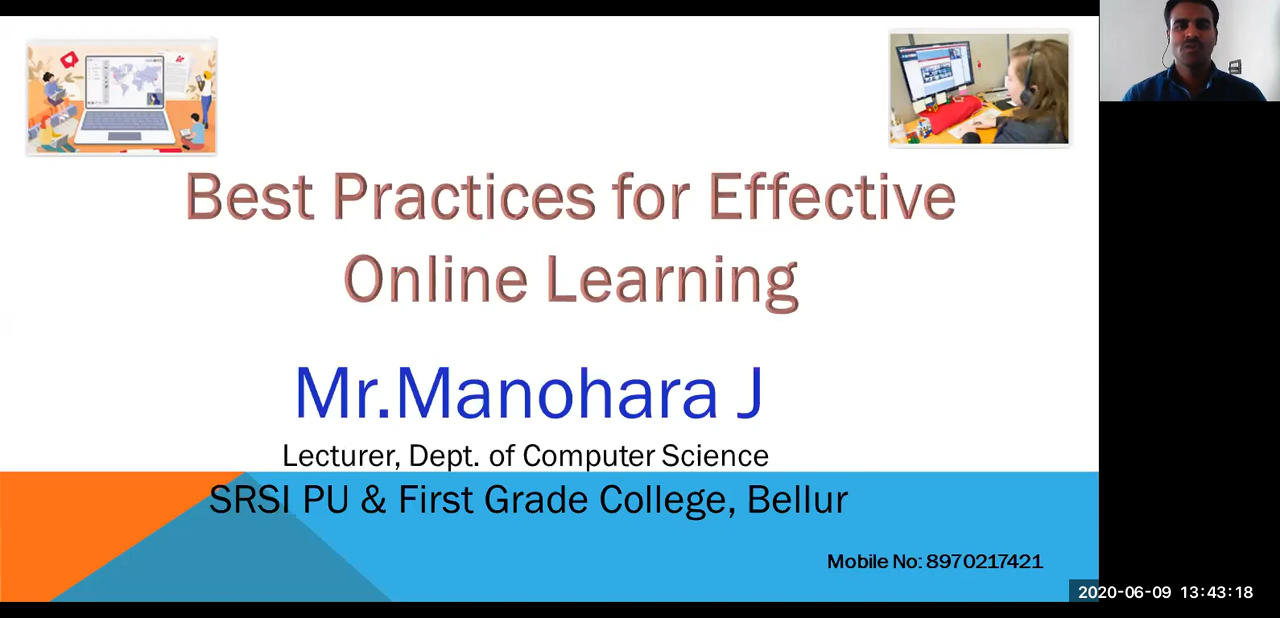 Best Practices for Effective
Online Learning
Mr.Manohara J
Lecturer, Dept. of Computer Science
SRSI PU & First Grade College, Bellur
Mobile No: 8970217421
2020-06-09 13:43:18